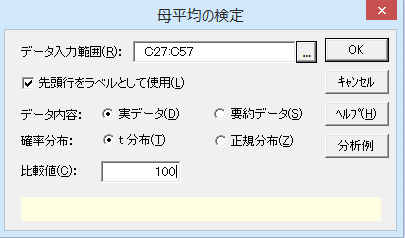 母平均の検定
データ入力範囲(R): C27:C57 ... OK
先頭行をラベルとして使用(L) ｷｬﾝｾﾙ
データ内容: 実データ(D) 要約データ(S) ﾍﾙﾌﾟ(H)
確率分布: t分布(T) 正規分布(Z) 分析例
比較値(C): 100